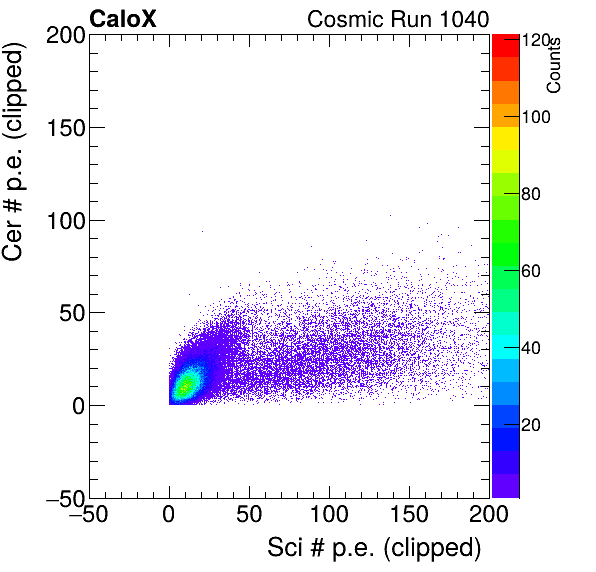 CaloX Cosmic Run 1040
200
150
100
50
0
−50
−50 0 50 100 150 200
Cer # p.e. (clipped)
Sci # p.e. (clipped)
120
100
80
60
40
20
Counts